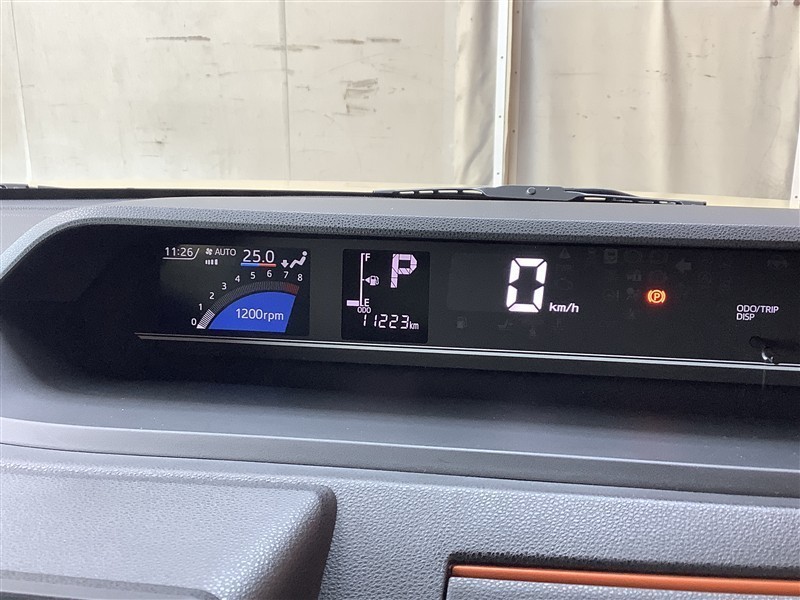 11:26 AUTO 25.0
0 1 2 3 4 5 6 7 8
1200rpm
F
E
P
ODO
11223km
0 km/h
(P)
ODO/TRIP
DISP